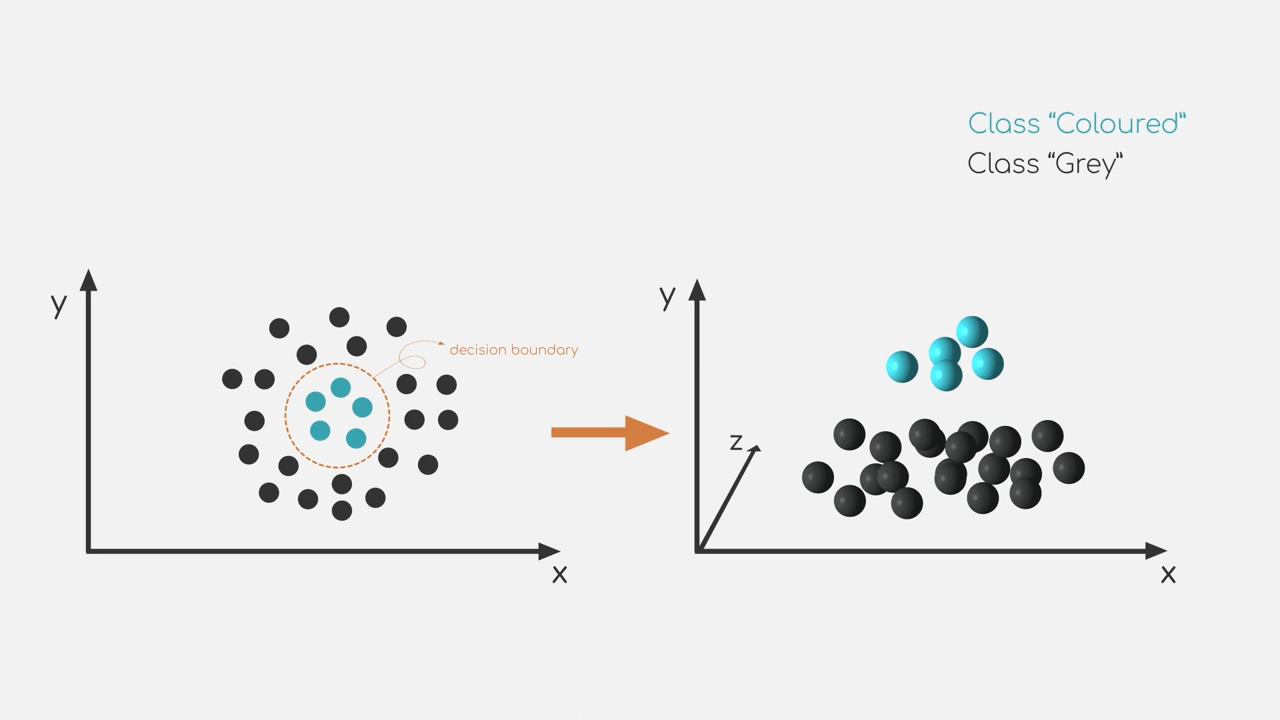 Class “Coloured”
Class “Grey”
y
decision boundary
x
y
z
x